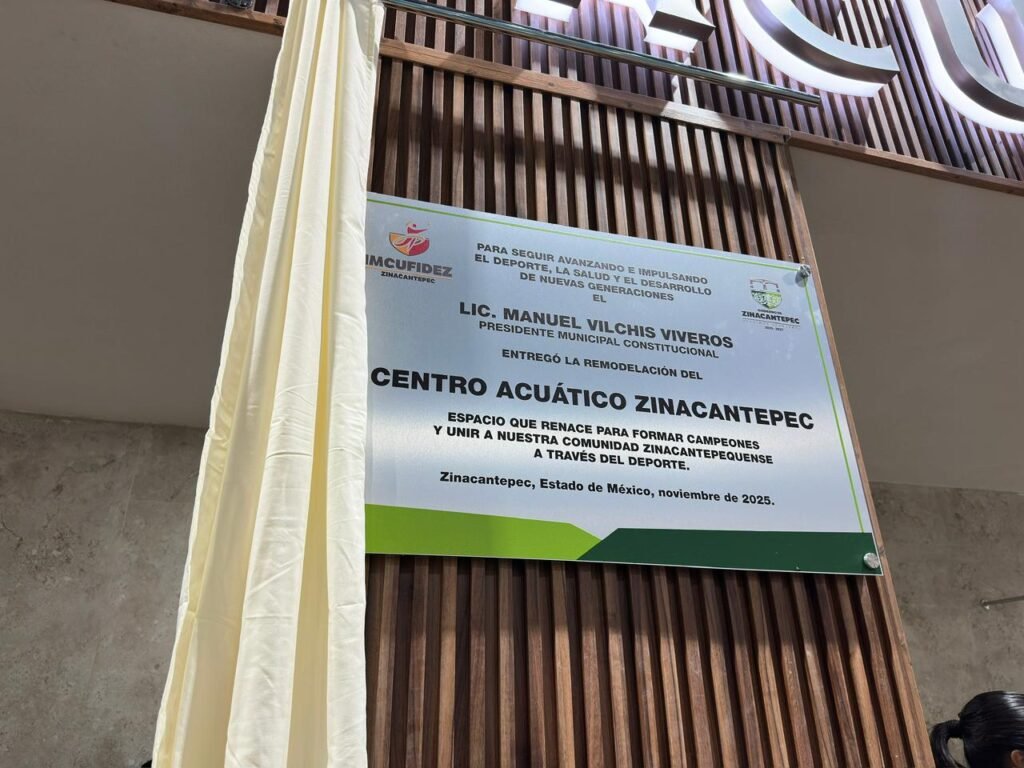 IMCUFIDEZ
ZINACANTEPEC
PARA SEGUIR AVANZANDO E IMPULSANDO
EL DEPORTE, LA SALUD Y EL DESARROLLO
DE NUEVAS GENERACIONES
EL
LIC. MANUEL VILCHIS VIVEROS
PRESIDENTE MUNICIPAL CONSTITUCIONAL
ZINACANTEPEC
ENTREGÓ LA REMODELACIÓN DEL
CENTRO ACUÁTICO ZINACANTEPEC
ESPACIO QUE RENACE PARA FORMAR CAMPEONES
Y UNIR A NUESTRA COMUNIDAD ZINACANTEPEQUENSE
A TRAVÉS DEL DEPORTE.
Zinacantepec, Estado de México, noviembre de 2025.